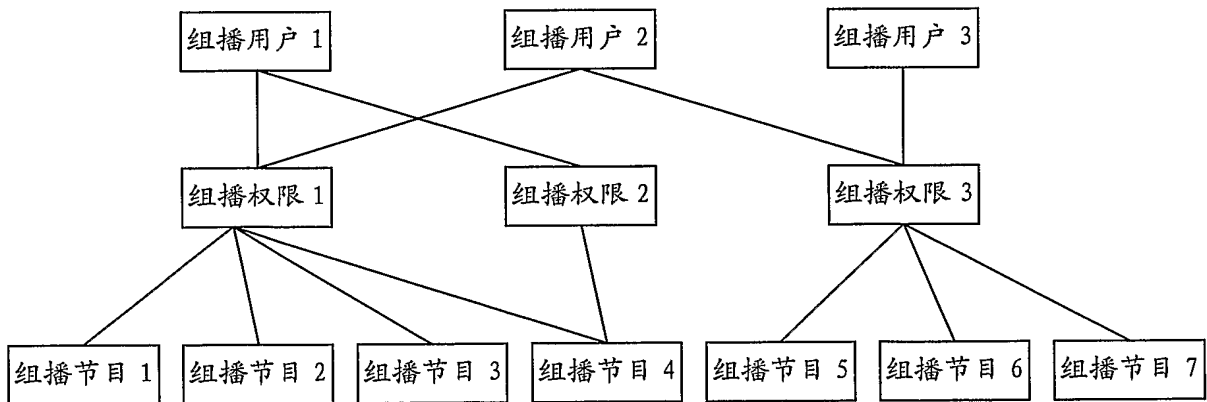 组播用户 1
组播用户 2
组播用户 3
组播权限 1
组播权限 2
组播权限 3
组播节目 1
组播节目 2
组播节目 3
组播节目 4
组播节目 5
组播节目 6
组播节目 7